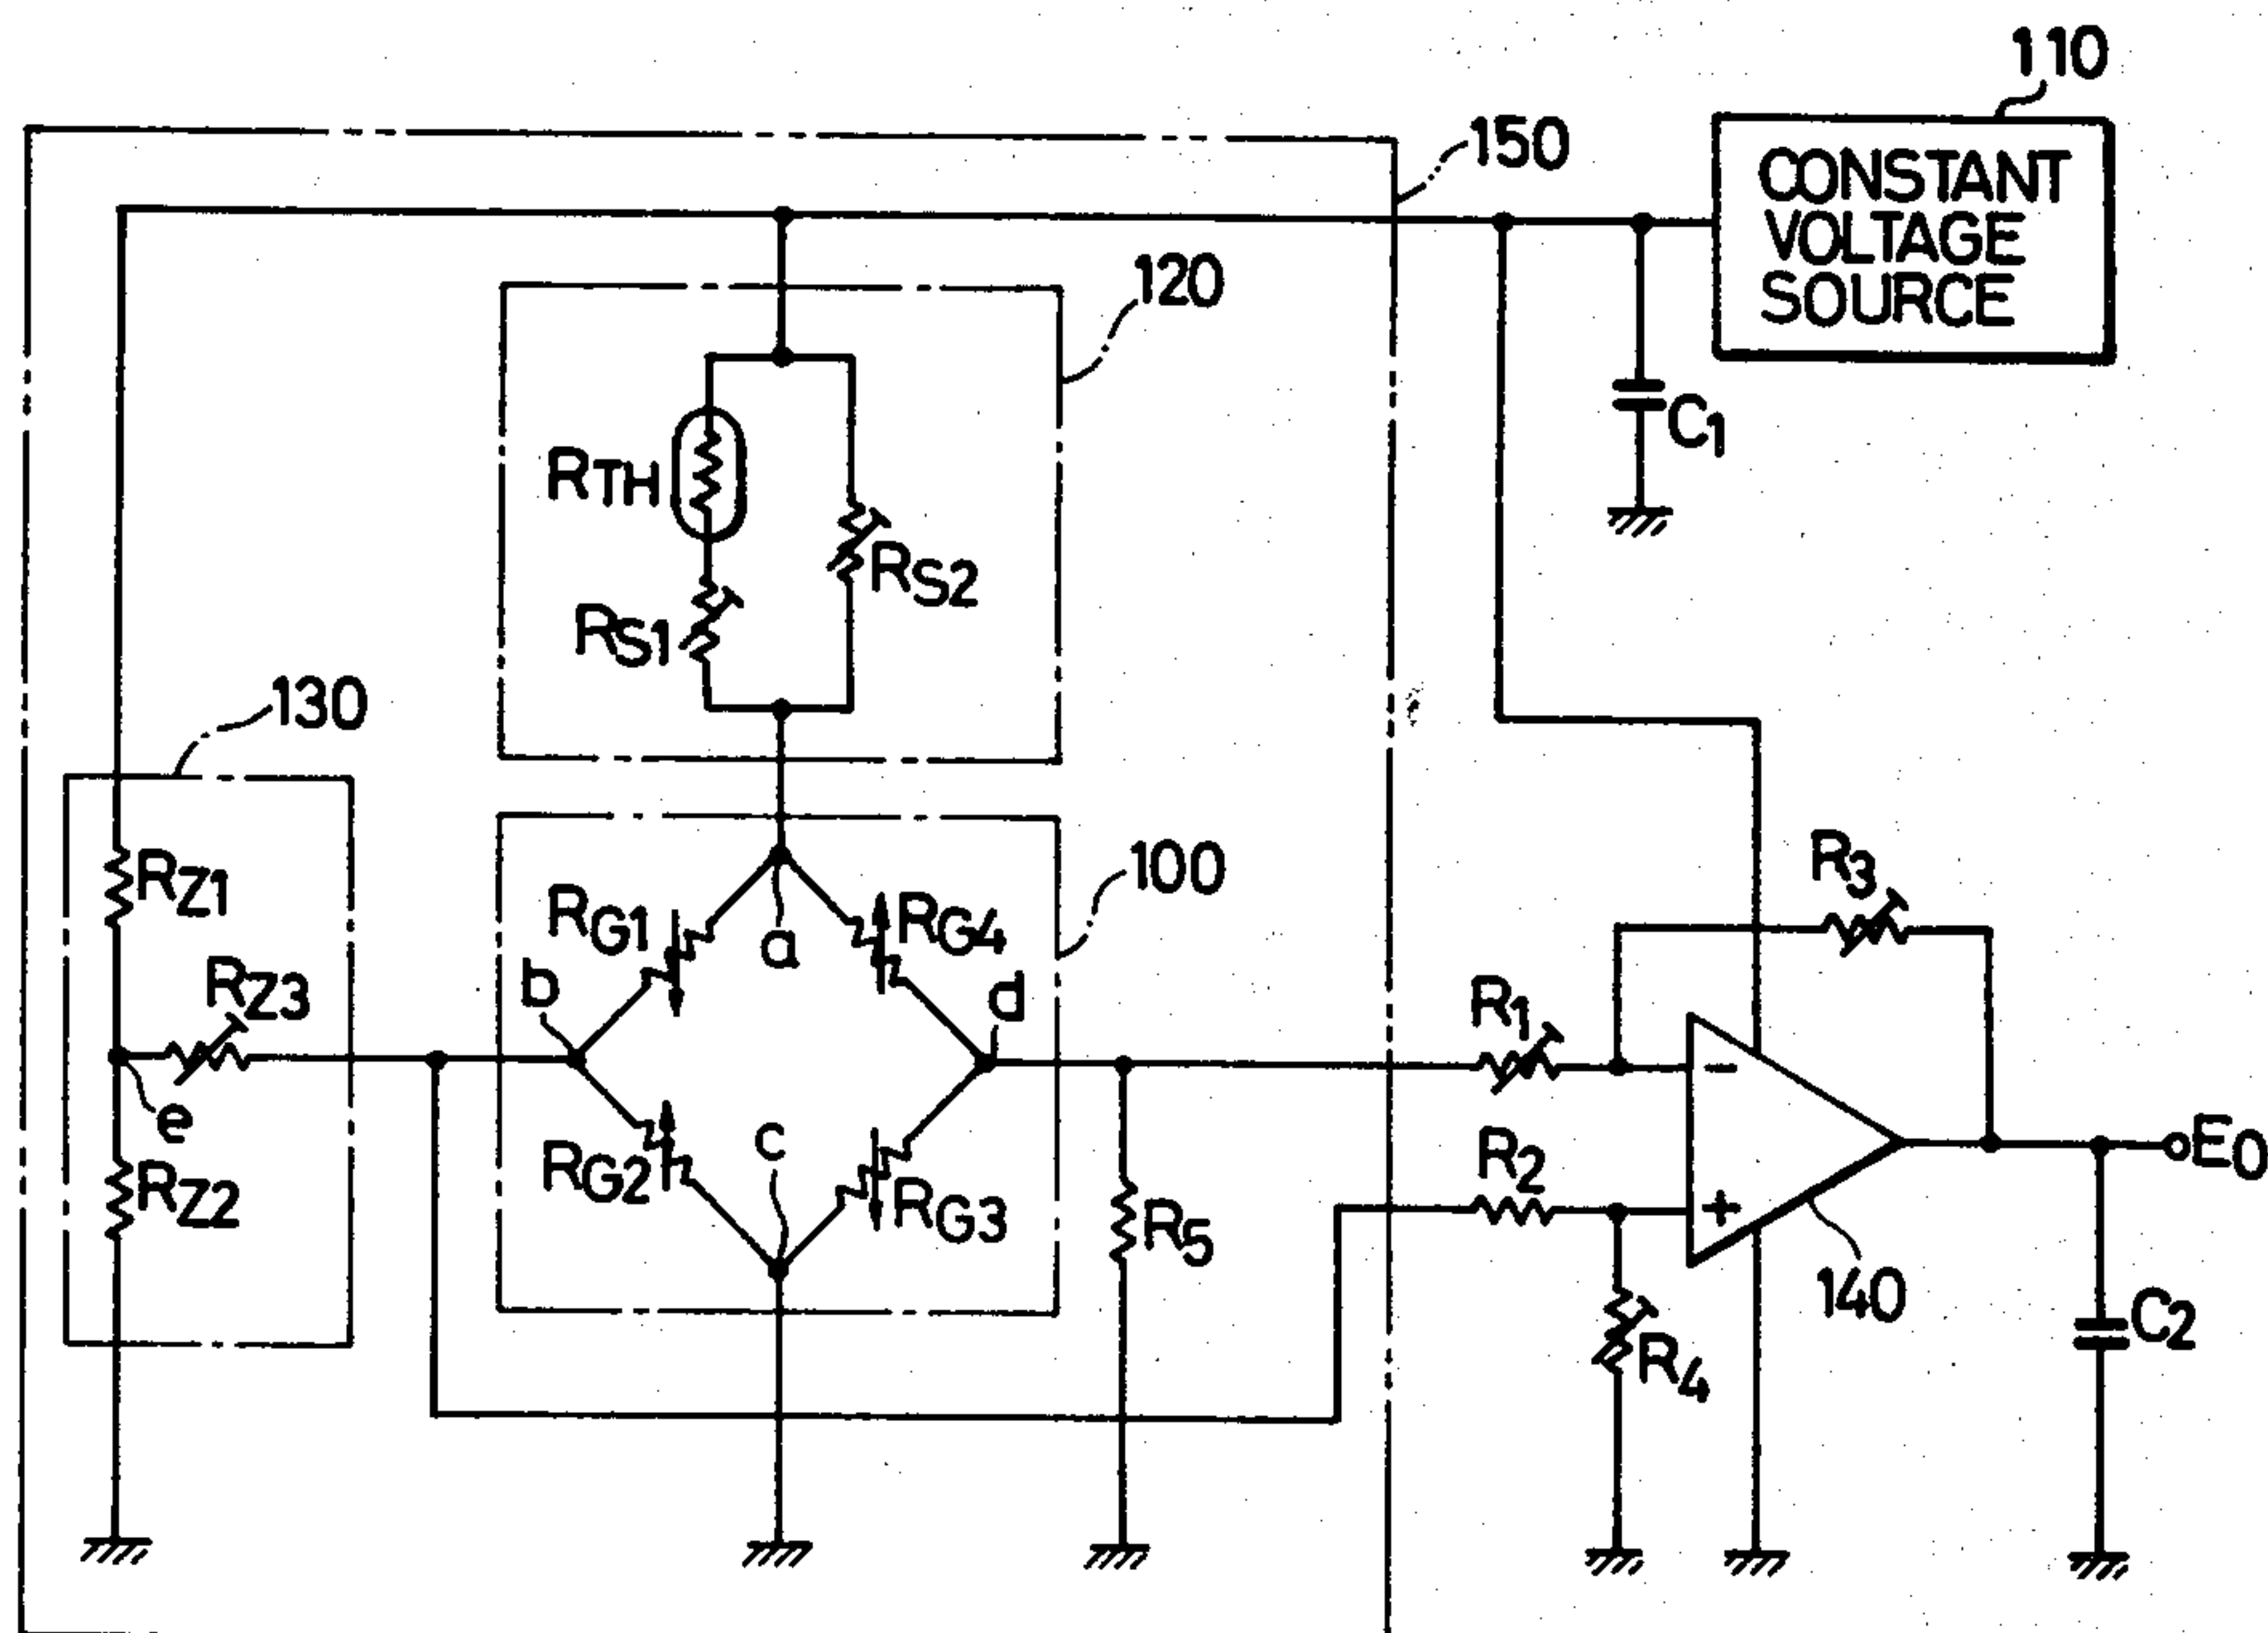 110
150
CONSTANT
VOLTAGE
SOURCE
120
C1
RTH
RS2
RS1
130
RZ1
RZ3
e
RZ2
100
RG1
a
RG4
b
d
RG2
c
RG3
R5
R3
R1
-
R2
+
140
EO
R4
C2